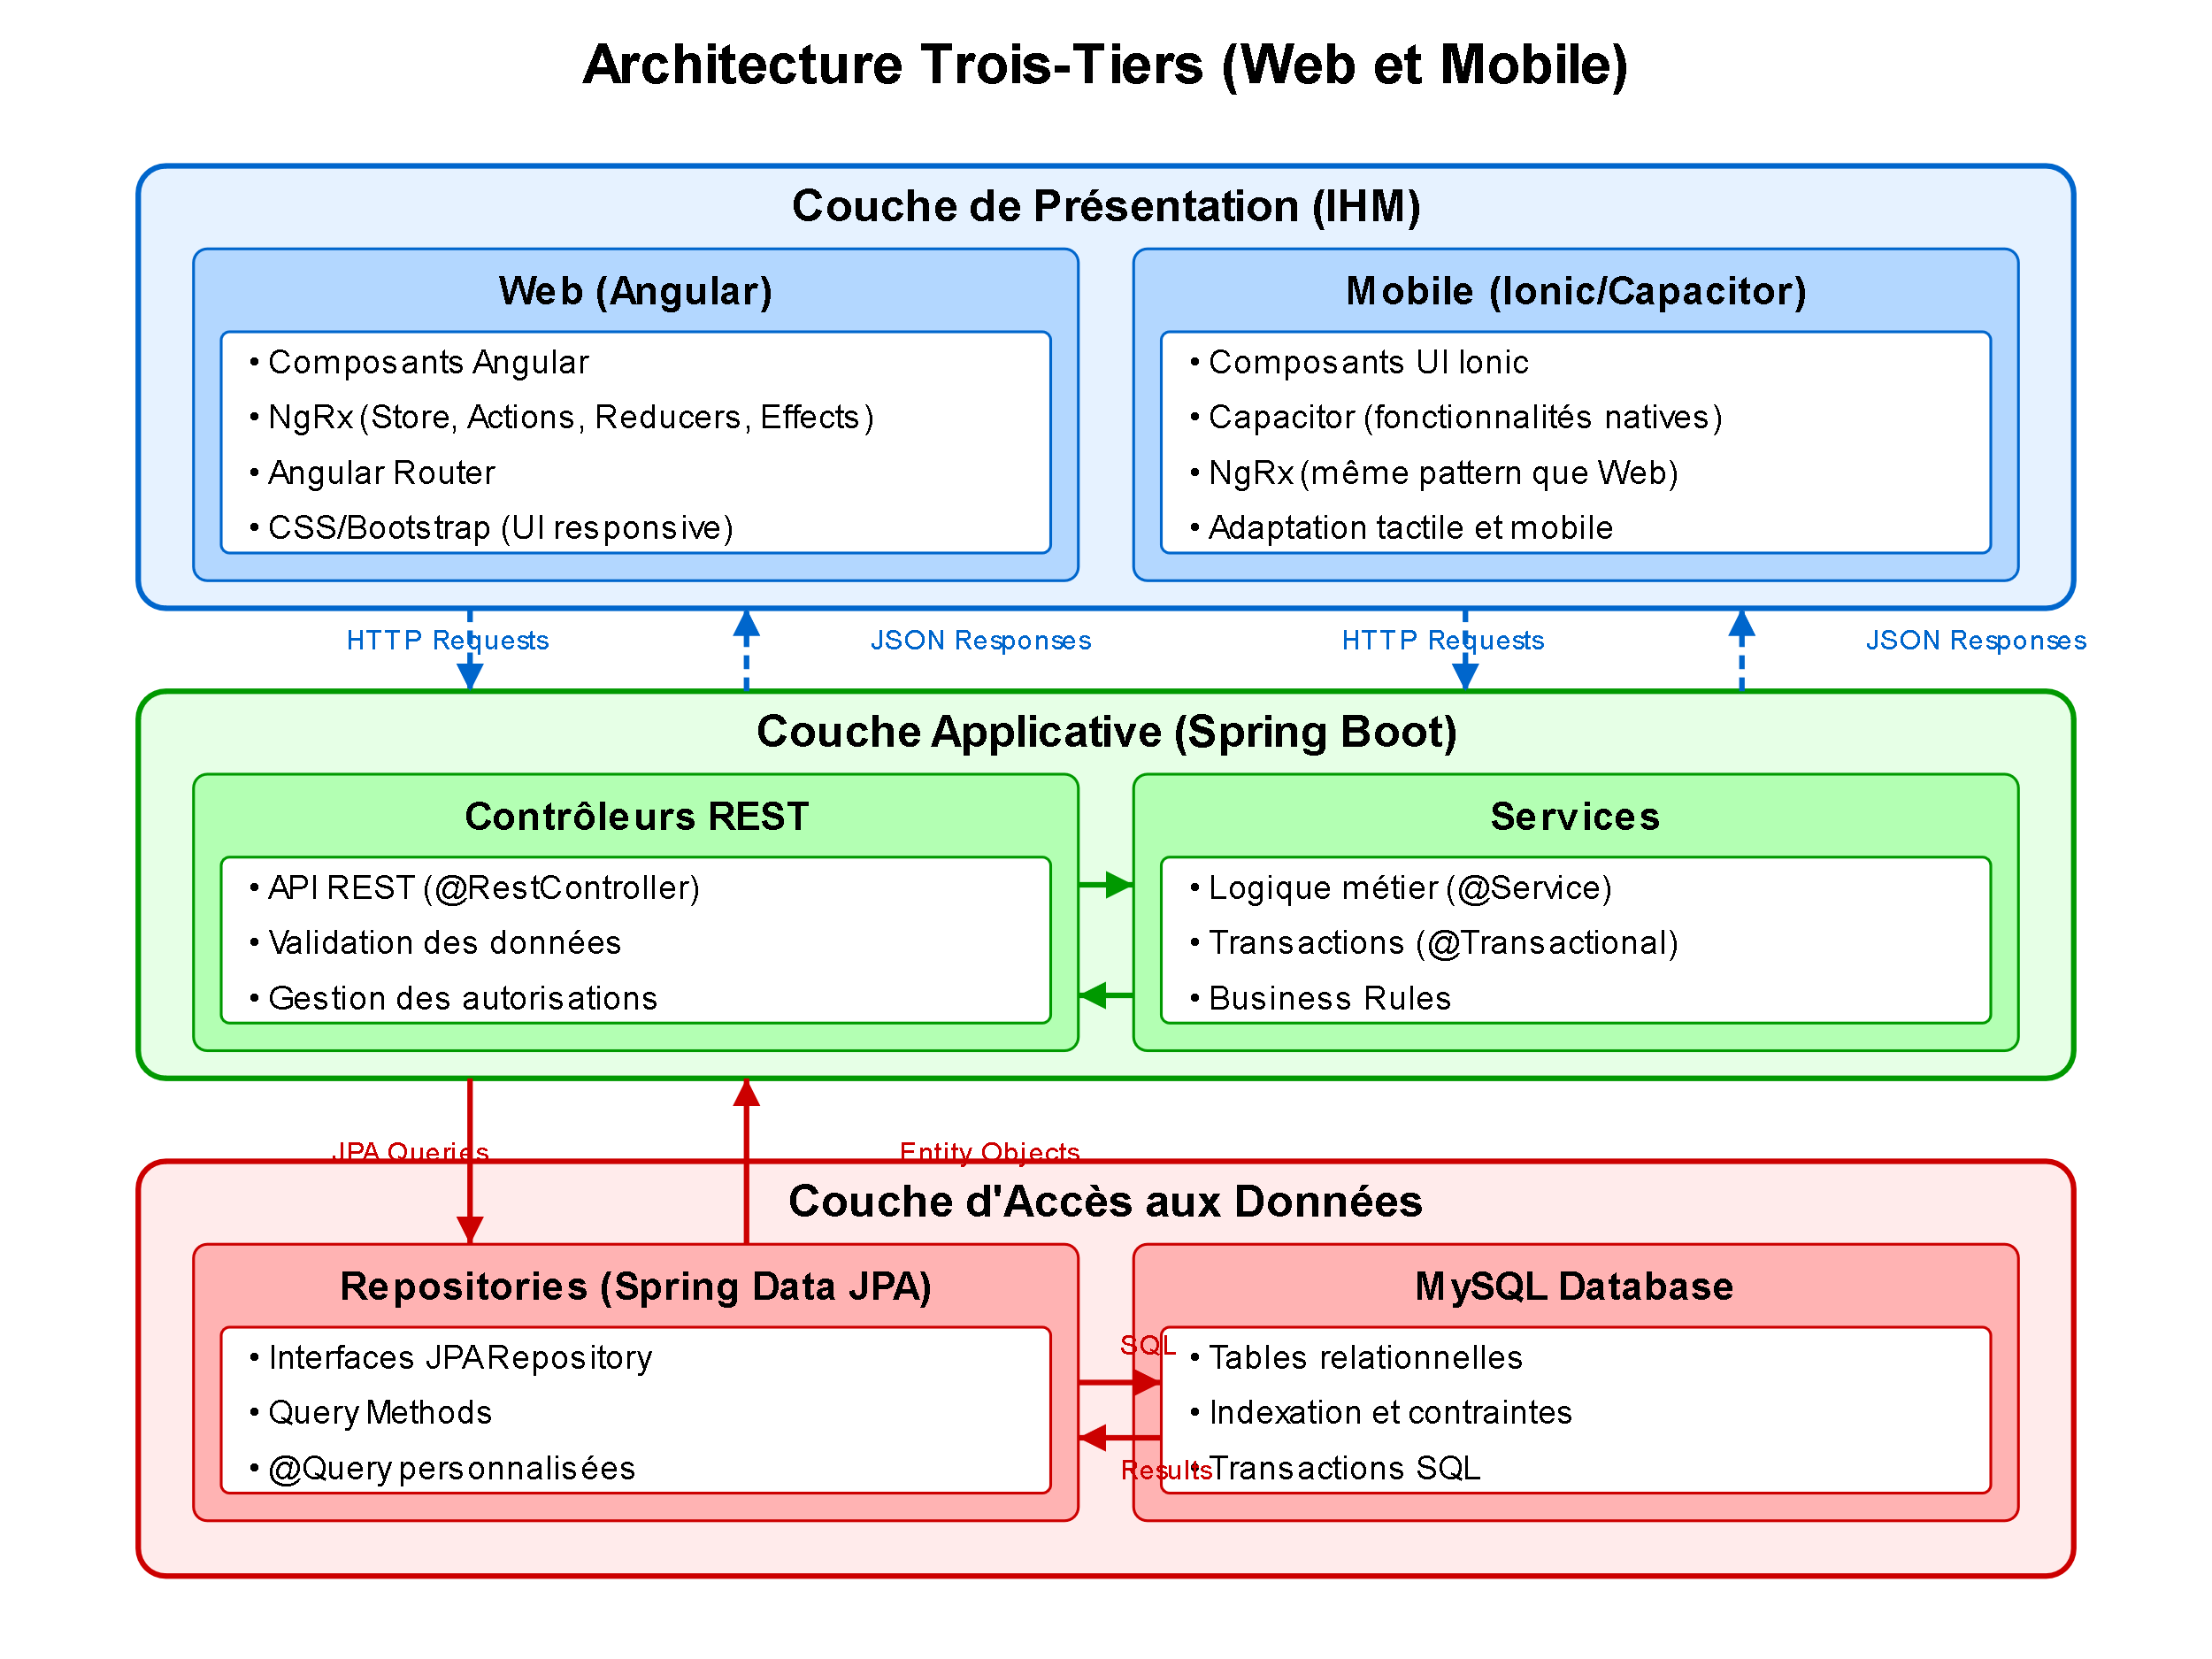 Architecture Trois-Tiers (Web et Mobile)
Couche de Présentation (IHM)
Web (Angular)
• Composants Angular
• NgRx (Store, Actions, Reducers, Effects)
• Angular Router
• CSS/Bootstrap (UI responsive)
Mobile (Ionic/Capacitor)
• Composants UI Ionic
• Capacitor (fonctionnalités natives)
• NgRx (même pattern que Web)
• Adaptation tactile et mobile
HTTP Requests
JSON Responses
HTTP Requests
JSON Responses
Couche Applicative (Spring Boot)
Contrôleurs REST
• API REST (@RestController)
• Validation des données
• Gestion des autorisations
Services
• Logique métier (@Service)
• Transactions (@Transactional)
• Business Rules
JPA Queries
Entity Objects
Couche d'Accès aux Données
Repositories (Spring Data JPA)
• Interfaces JPARepository
• Query Methods
• @Query personnalisées
SQL
Results
MySQL Database
• Tables relationnelles
• Indexation et contraintes
• Transactions SQL